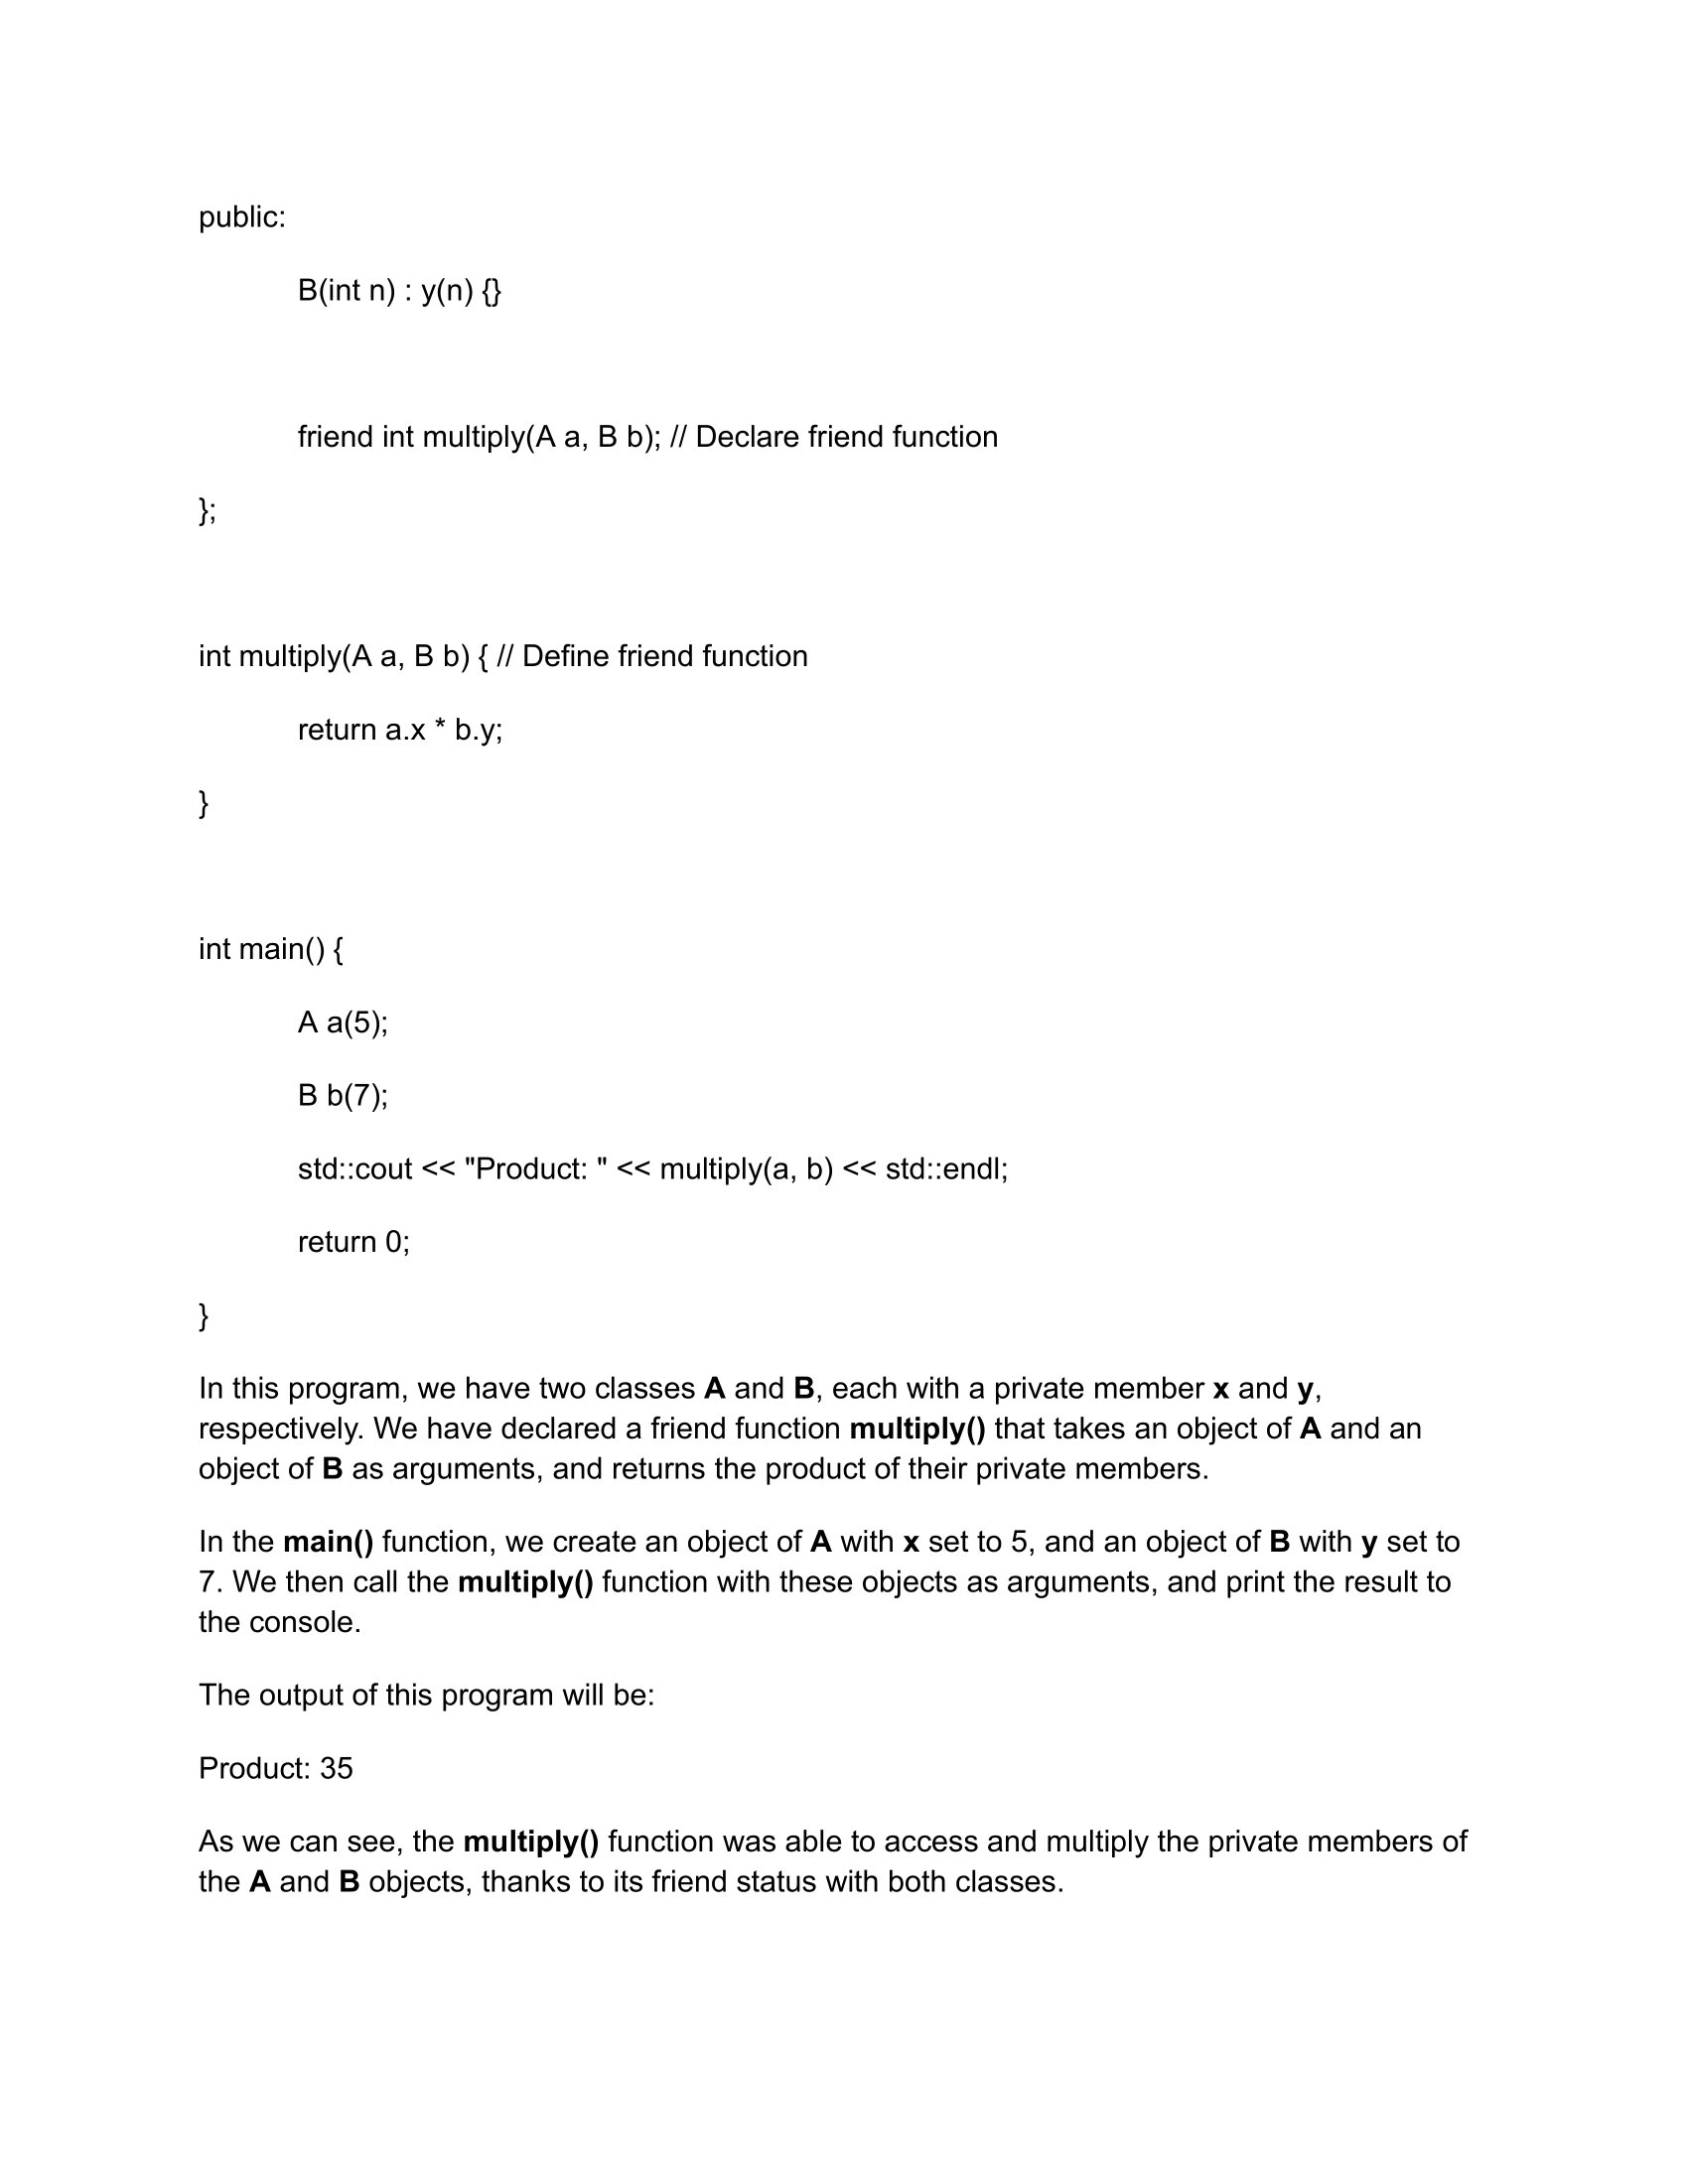 public:
B(int n) : y(n) {}
friend int multiply(A a, B b); // Declare friend function
};
int multiply(A a, B b) { // Define friend function
return a.x * b.y;
}
int main() {
A a(5);
B b(7);
std::cout << "Product: " << multiply(a, b) << std::endl;
return 0;
}
In this program, we have two classes A and B, each with a private member x and y,
respectively. We have declared a friend function multiply() that takes an object of A and an
object of B as arguments, and returns the product of their private members.
In the main() function, we create an object of A with x set to 5, and an object of B with y set to
7. We then call the multiply() function with these objects as arguments, and print the result to
the console.
The output of this program will be:
Product: 35
As we can see, the multiply() function was able to access and multiply the private members of
the A and B objects, thanks to its friend status with both classes.